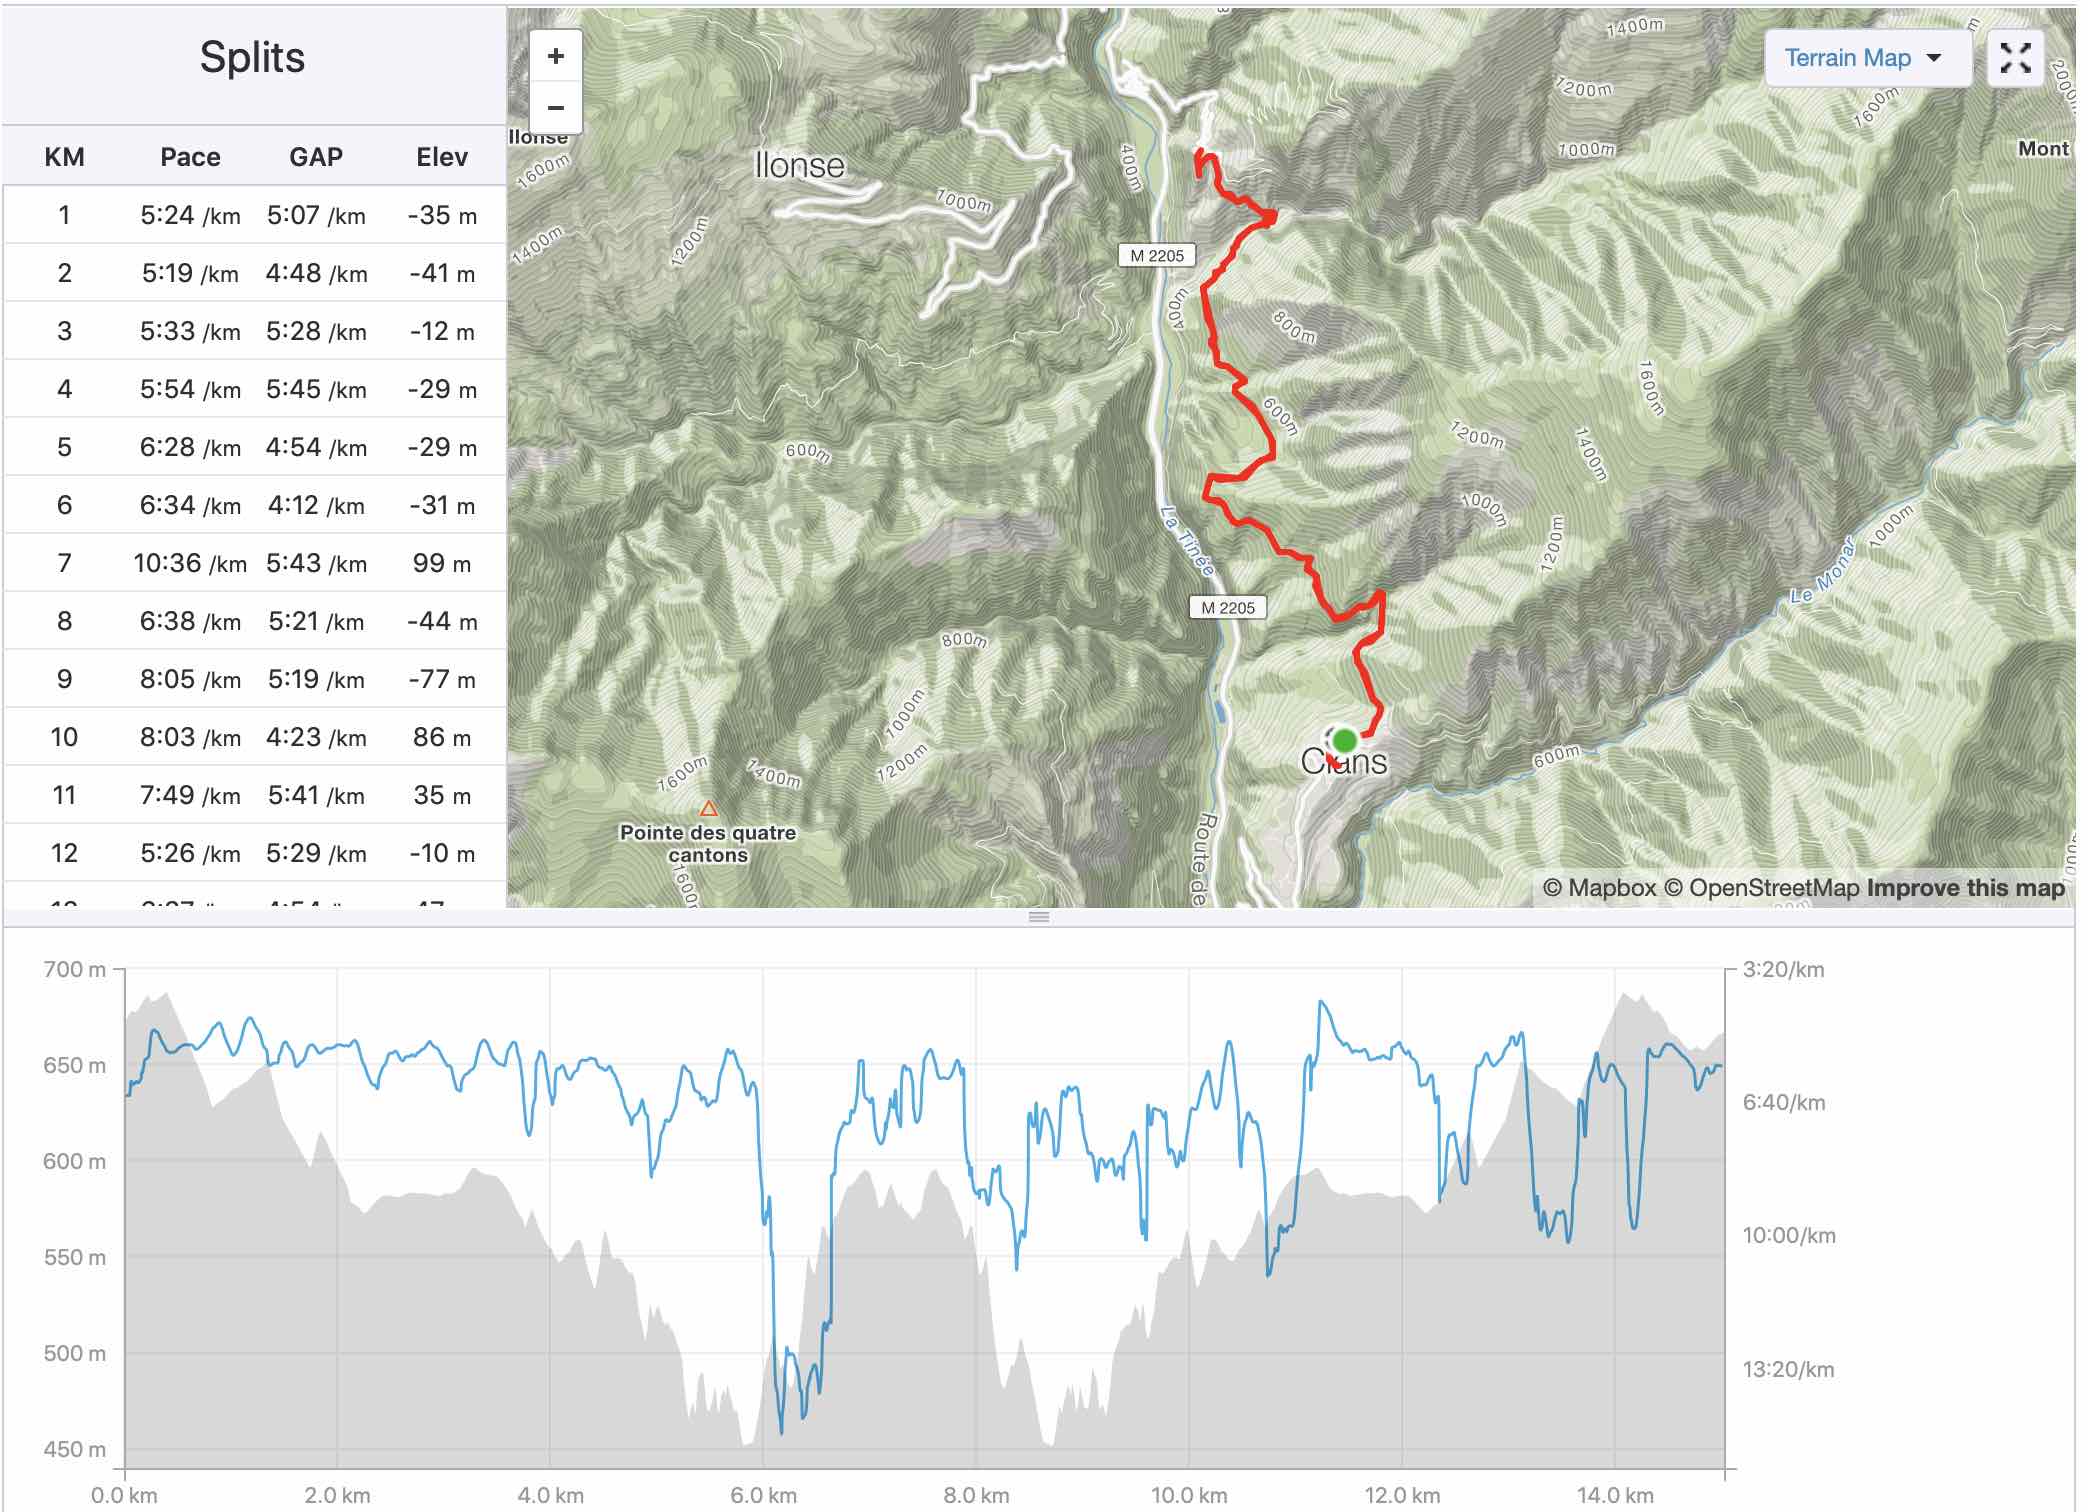 Splits
KM Pace GAP Elev
1 5:24 /km 5:07 /km -35 m
2 5:19 /km 4:48 /km -41 m
3 5:33 /km 5:28 /km -12 m
4 5:54 /km 5:45 /km -29 m
5 6:28 /km 4:54 /km -29 m
6 6:34 /km 4:12 /km -31 m
7 10:36 /km 5:43 /km 99 m
8 6:38 /km 5:21 /km -44 m
9 8:05 /km 5:19 /km -77 m
10 8:03 /km 4:23 /km 86 m
11 7:49 /km 5:41 /km 35 m
12 5:26 /km 5:29 /km -10 m
+
−
Terrain Map
1400m
1200m
1600m
1000m
Mont
Ilonse
1600m
Ilonse
1000m
400m
1400m
1200m
M 2205
400m
800m
1600m
600m
600m
1200m
1400m
1000m
La Tinée
1200m
1000m
Le Monar
M 2205
800m
1000m
1200m
Clans
600m
1600m
1400m
Pointe des quatre
cantons
1600m
Route de
© Mapbox © OpenStreetMap Improve this map
700 m
650 m
600 m
550 m
500 m
450 m
3:20/km
6:40/km
10:00/km
13:20/km
0.0 km 2.0 km 4.0 km 6.0 km 8.0 km 10.0 km 12.0 km 14.0 km